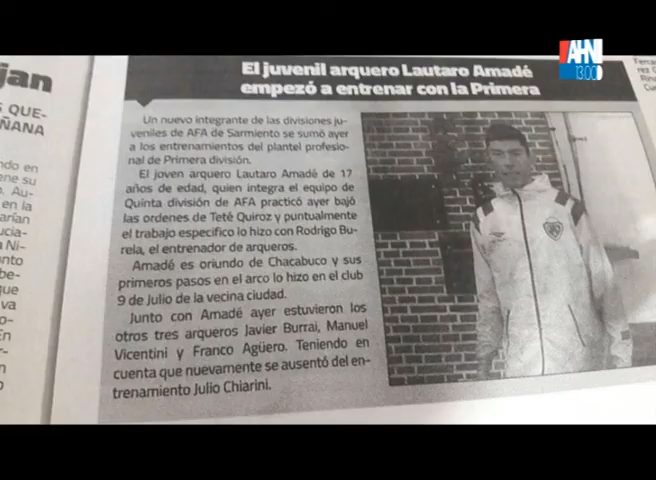 AHN
13:00
jan
QUE-
ÑANA
El juvenil arquero Lautaro Amadé
empezó a entrenar con la Primera
Un nuevo integrante de las divisiones ju-
veniles de AFA de Sarmiento se sumó ayer
a los entrenamientos del plantel profesio-
nal de Primera división.
El joven arquero Lautaro Amadé de 17
años de edad, quien integra el equipo de
Quinta división de AFA practicó ayer bajó
las ordenes de Teté Quiroz y puntualmente
el trabajo especifico lo hizo con Rodrigo Bu-
rela, el entrenador de arqueros.
Amadé es oriundo de Chacabuco y sus
primeros pasos en el arco lo hizo en el club
9 de Julio de la vecina ciudad.
Junto con Amadé ayer estuvieron los
otros tres arqueros Javier Burrai, Manuel
Vicentini y Franco Agüero. Teniendo en
cuenta que nuevamente se ausentó del en-
trenamiento Julio Chiarini.